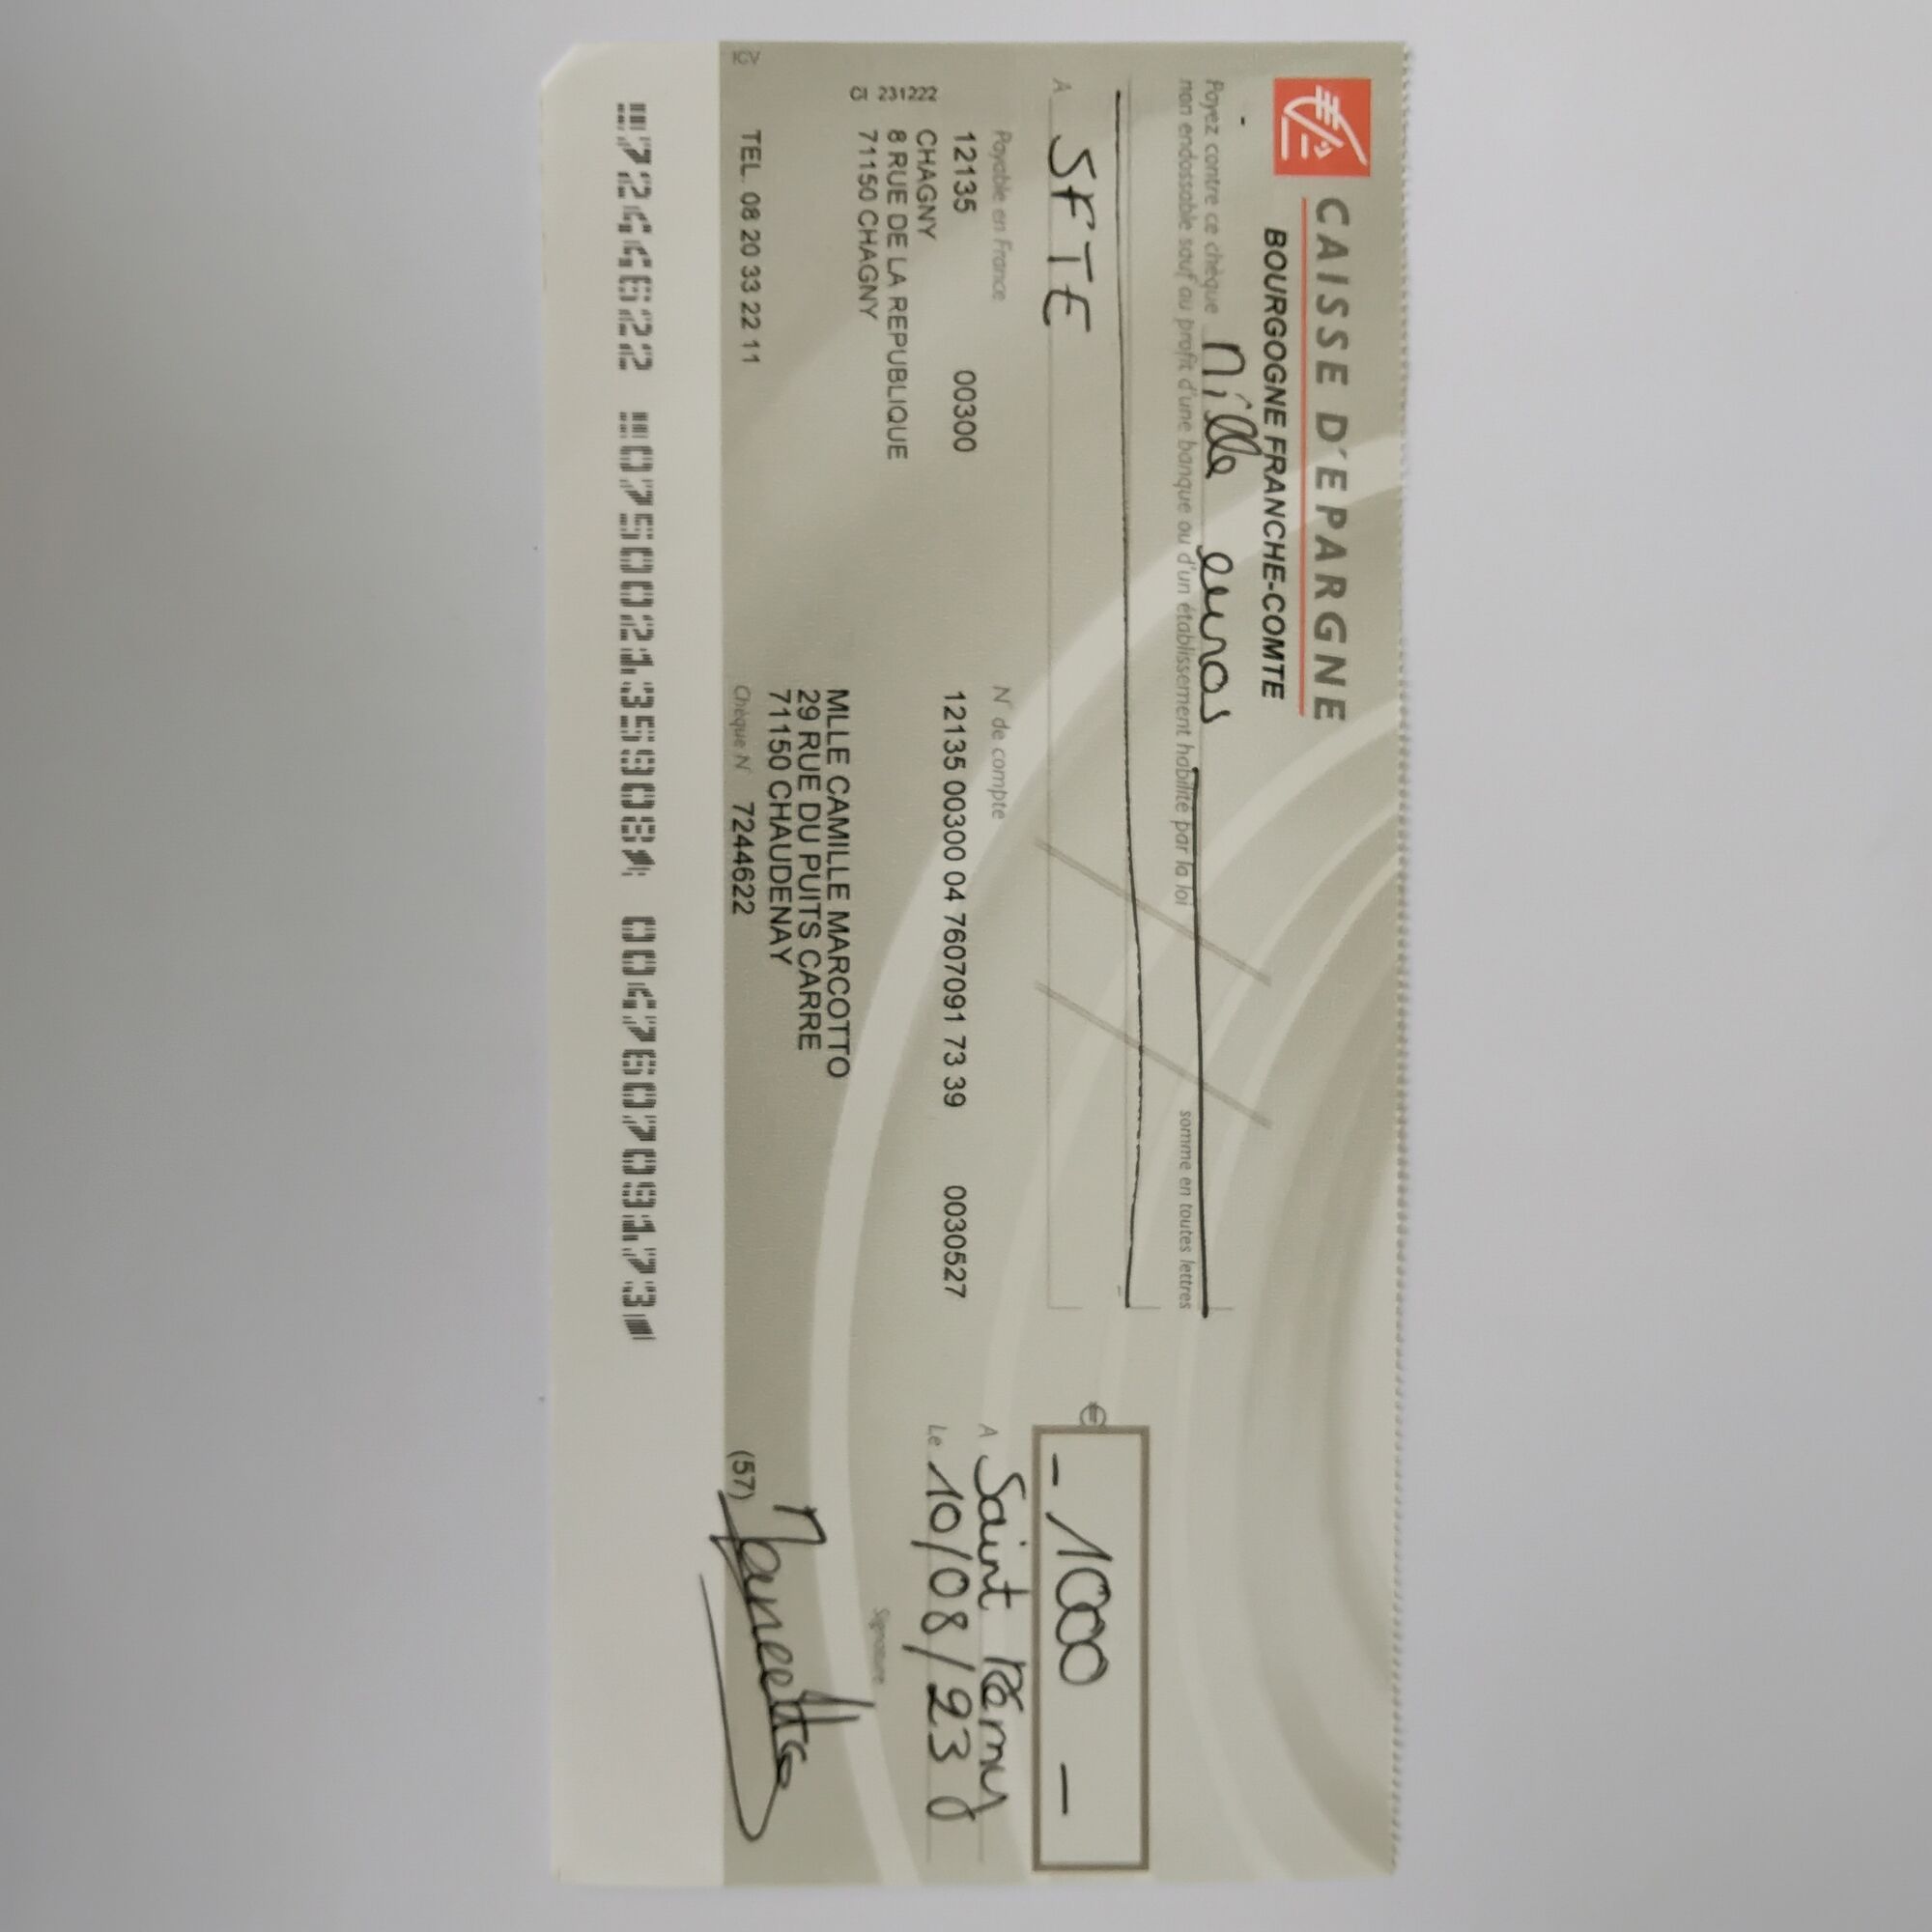 CAISSE D'EPARGNE
BOURGOGNE FRANCHE-COMTE
Payez contre ce chèque Mille euros
non endossable sauf au profit d'une banque ou d'un établissement habilité par la loi somme en toutes lettres
A SFTE
€ - 1000 -
Payable en France
N° de compte
A Saint Rémy
12135 00300
12135 00300 04 7607091 73 39 0030527
Le 10/08/23
CI 231222
CHAGNY
8 RUE DE LA REPUBLIQUE
71150 CHAGNY
Signature
MLLE CAMILLE MARCOTTO
29 RUE DU PUITS CARRE
71150 CHAUDENAY
TEL. 08 20 33 22 11
Chèque N° 7244622
(57)
Marcotto
7244622 075002135908 004760709173